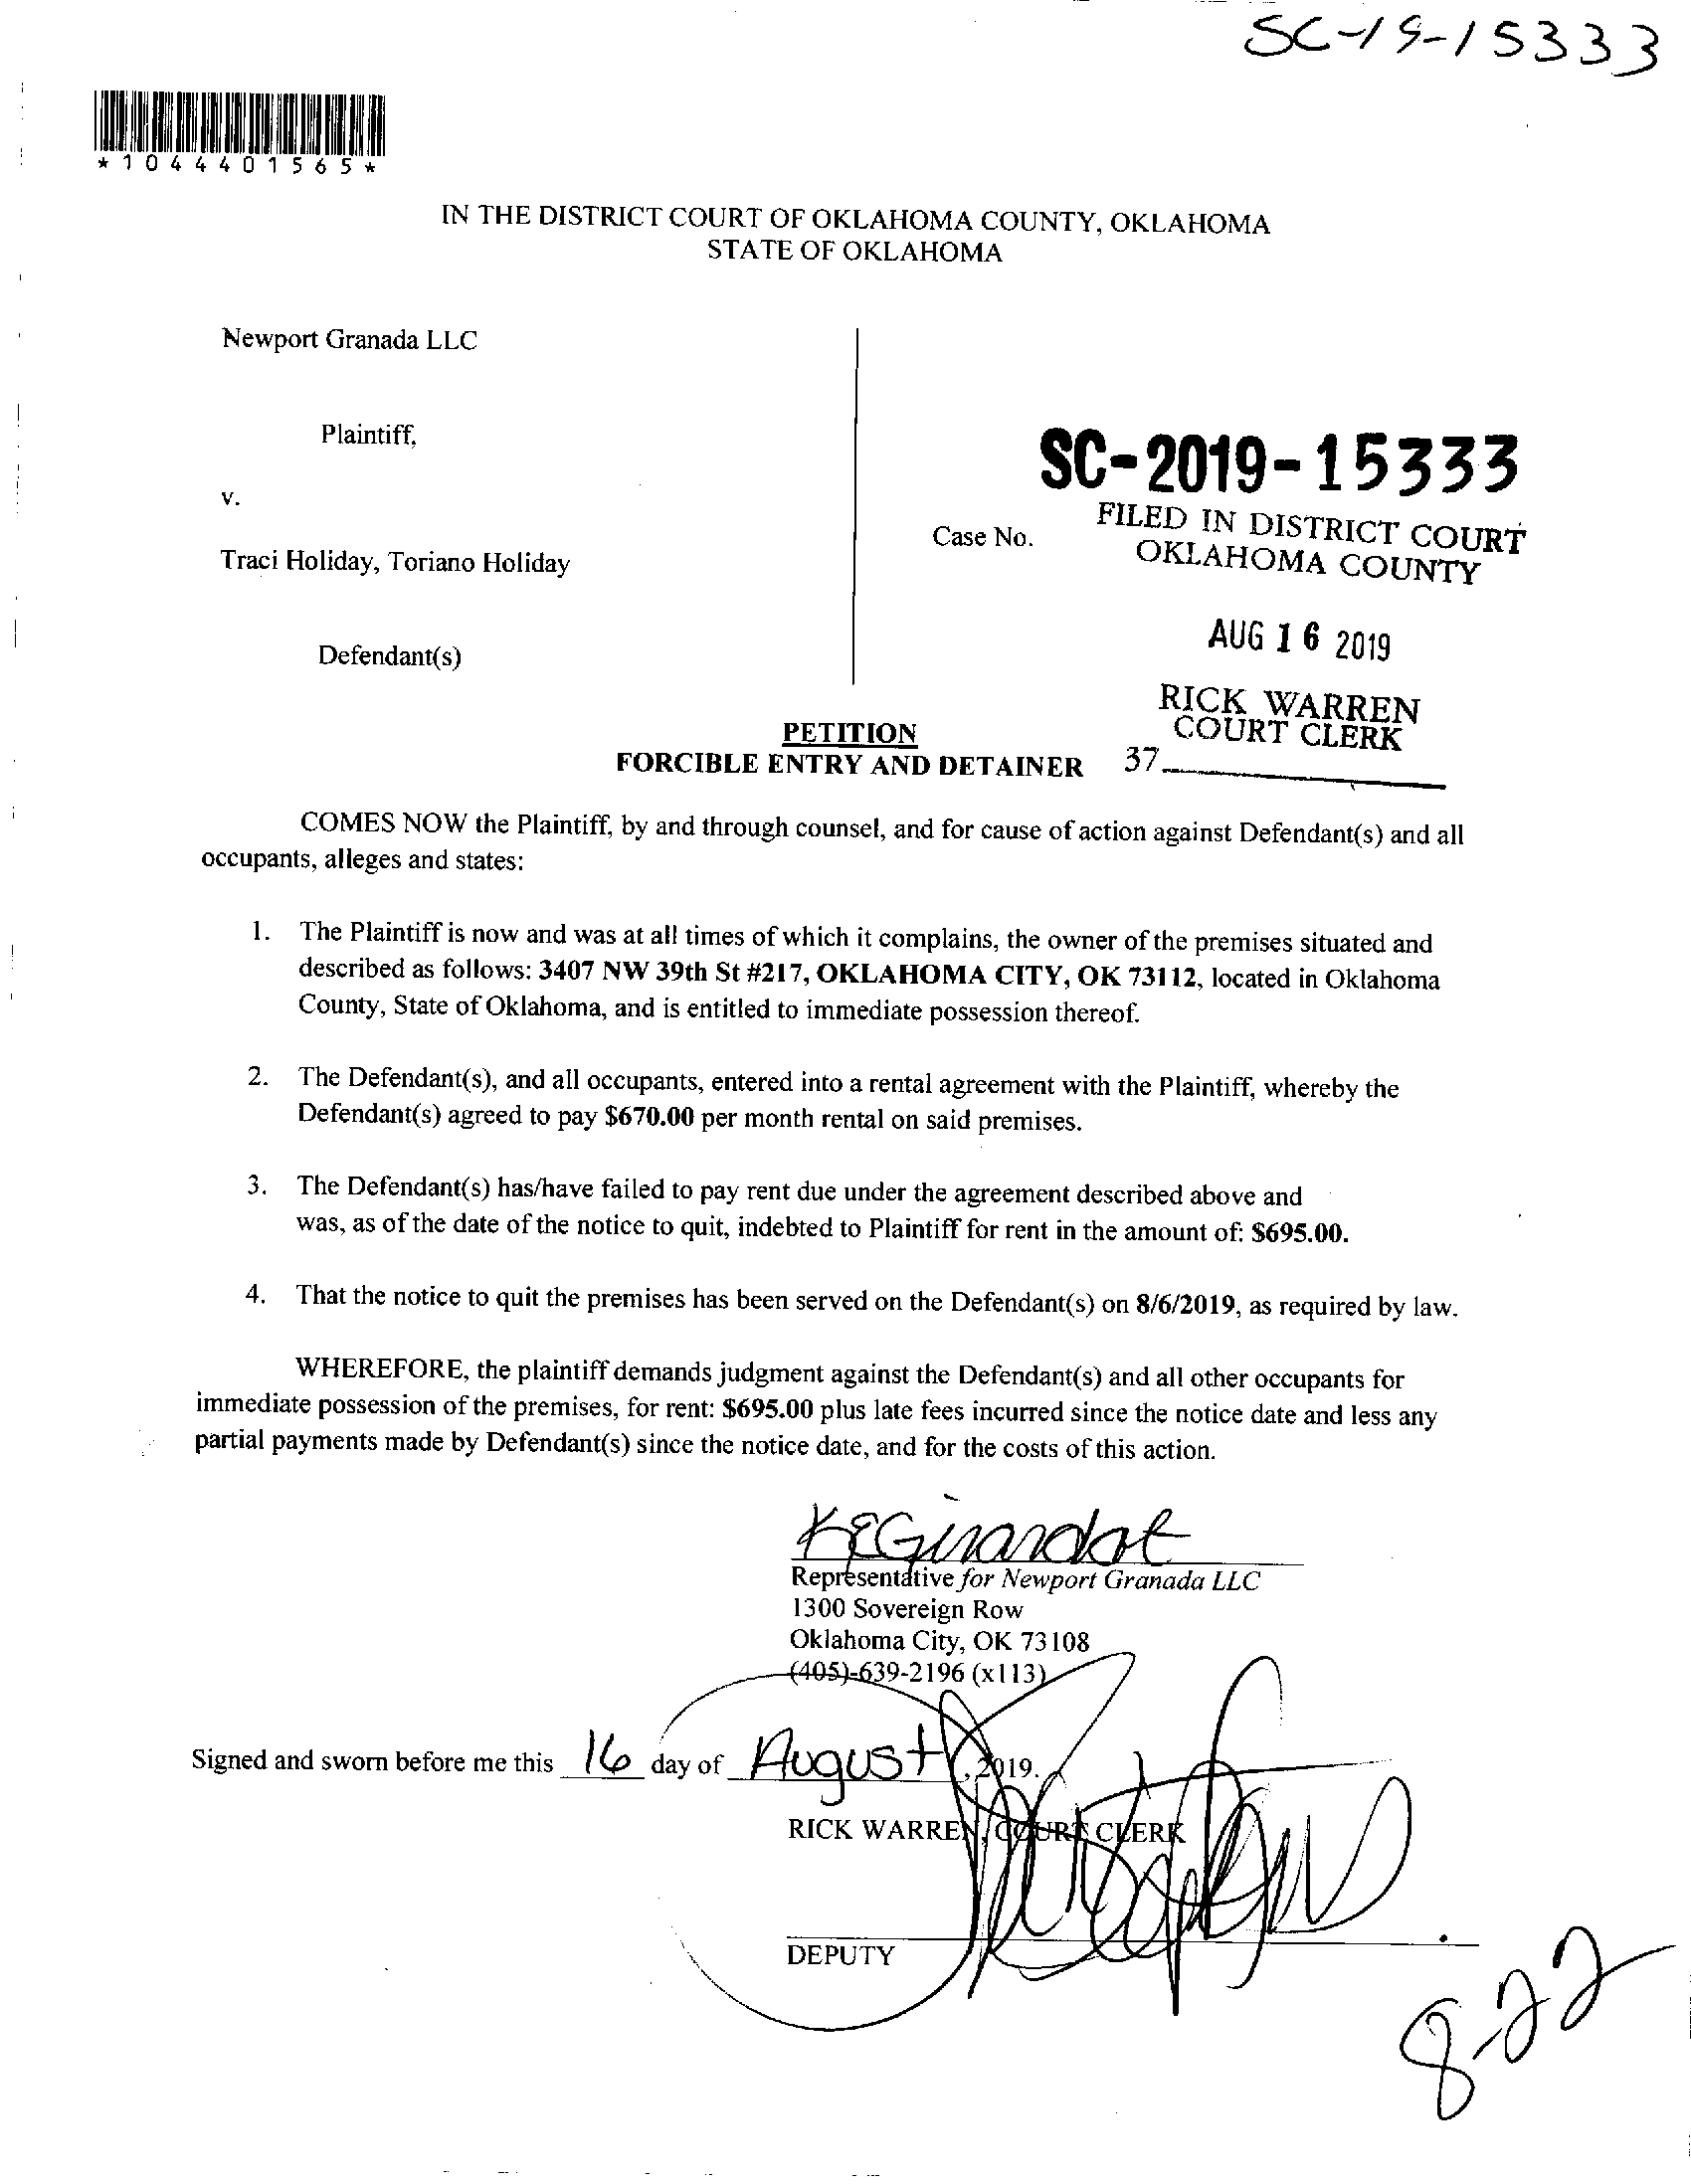 SC-19-15333
*1044401565*
IN THE DISTRICT COURT OF OKLAHOMA COUNTY, OKLAHOMA
STATE OF OKLAHOMA
Newport Granada LLC
Plaintiff,
v.
Traci Holiday, Toriano Holiday
Defendant(s)
SC-2019-15333
Case No.
FILED IN DISTRICT COURT
OKLAHOMA COUNTY
AUG 16 2019
RICK WARREN
COURT CLERK
37
PETITION
FORCIBLE ENTRY AND DETAINER
COMES NOW the Plaintiff, by and through counsel, and for cause of action against Defendant(s) and all
occupants, alleges and states:
1. The Plaintiff is now and was at all times of which it complains, the owner of the premises situated and
described as follows: 3407 NW 39th St #217, OKLAHOMA CITY, OK 73112, located in Oklahoma
County, State of Oklahoma, and is entitled to immediate possession thereof.
2. The Defendant(s), and all occupants, entered into a rental agreement with the Plaintiff, whereby the
Defendant(s) agreed to pay $670.00 per month rental on said premises.
3. The Defendant(s) has/have failed to pay rent due under the agreement described above and
was, as of the date of the notice to quit, indebted to Plaintiff for rent in the amount of: $695.00.
4. That the notice to quit the premises has been served on the Defendant(s) on 8/6/2019, as required by law.
WHEREFORE, the plaintiff demands judgment against the Defendant(s) and all other occupants for
immediate possession of the premises, for rent: $695.00 plus late fees incurred since the notice date and less any
partial payments made by Defendant(s) since the notice date, and for the costs of this action.
KEGirardot
Representative for Newport Granada LLC
1300 Sovereign Row
Oklahoma City, OK 73108
(405)-639-2196 (x113)
Signed and sworn before me this 16 day of August, 2019.
RICK WARREN, COURT CLERK
DEPUTY
8-22